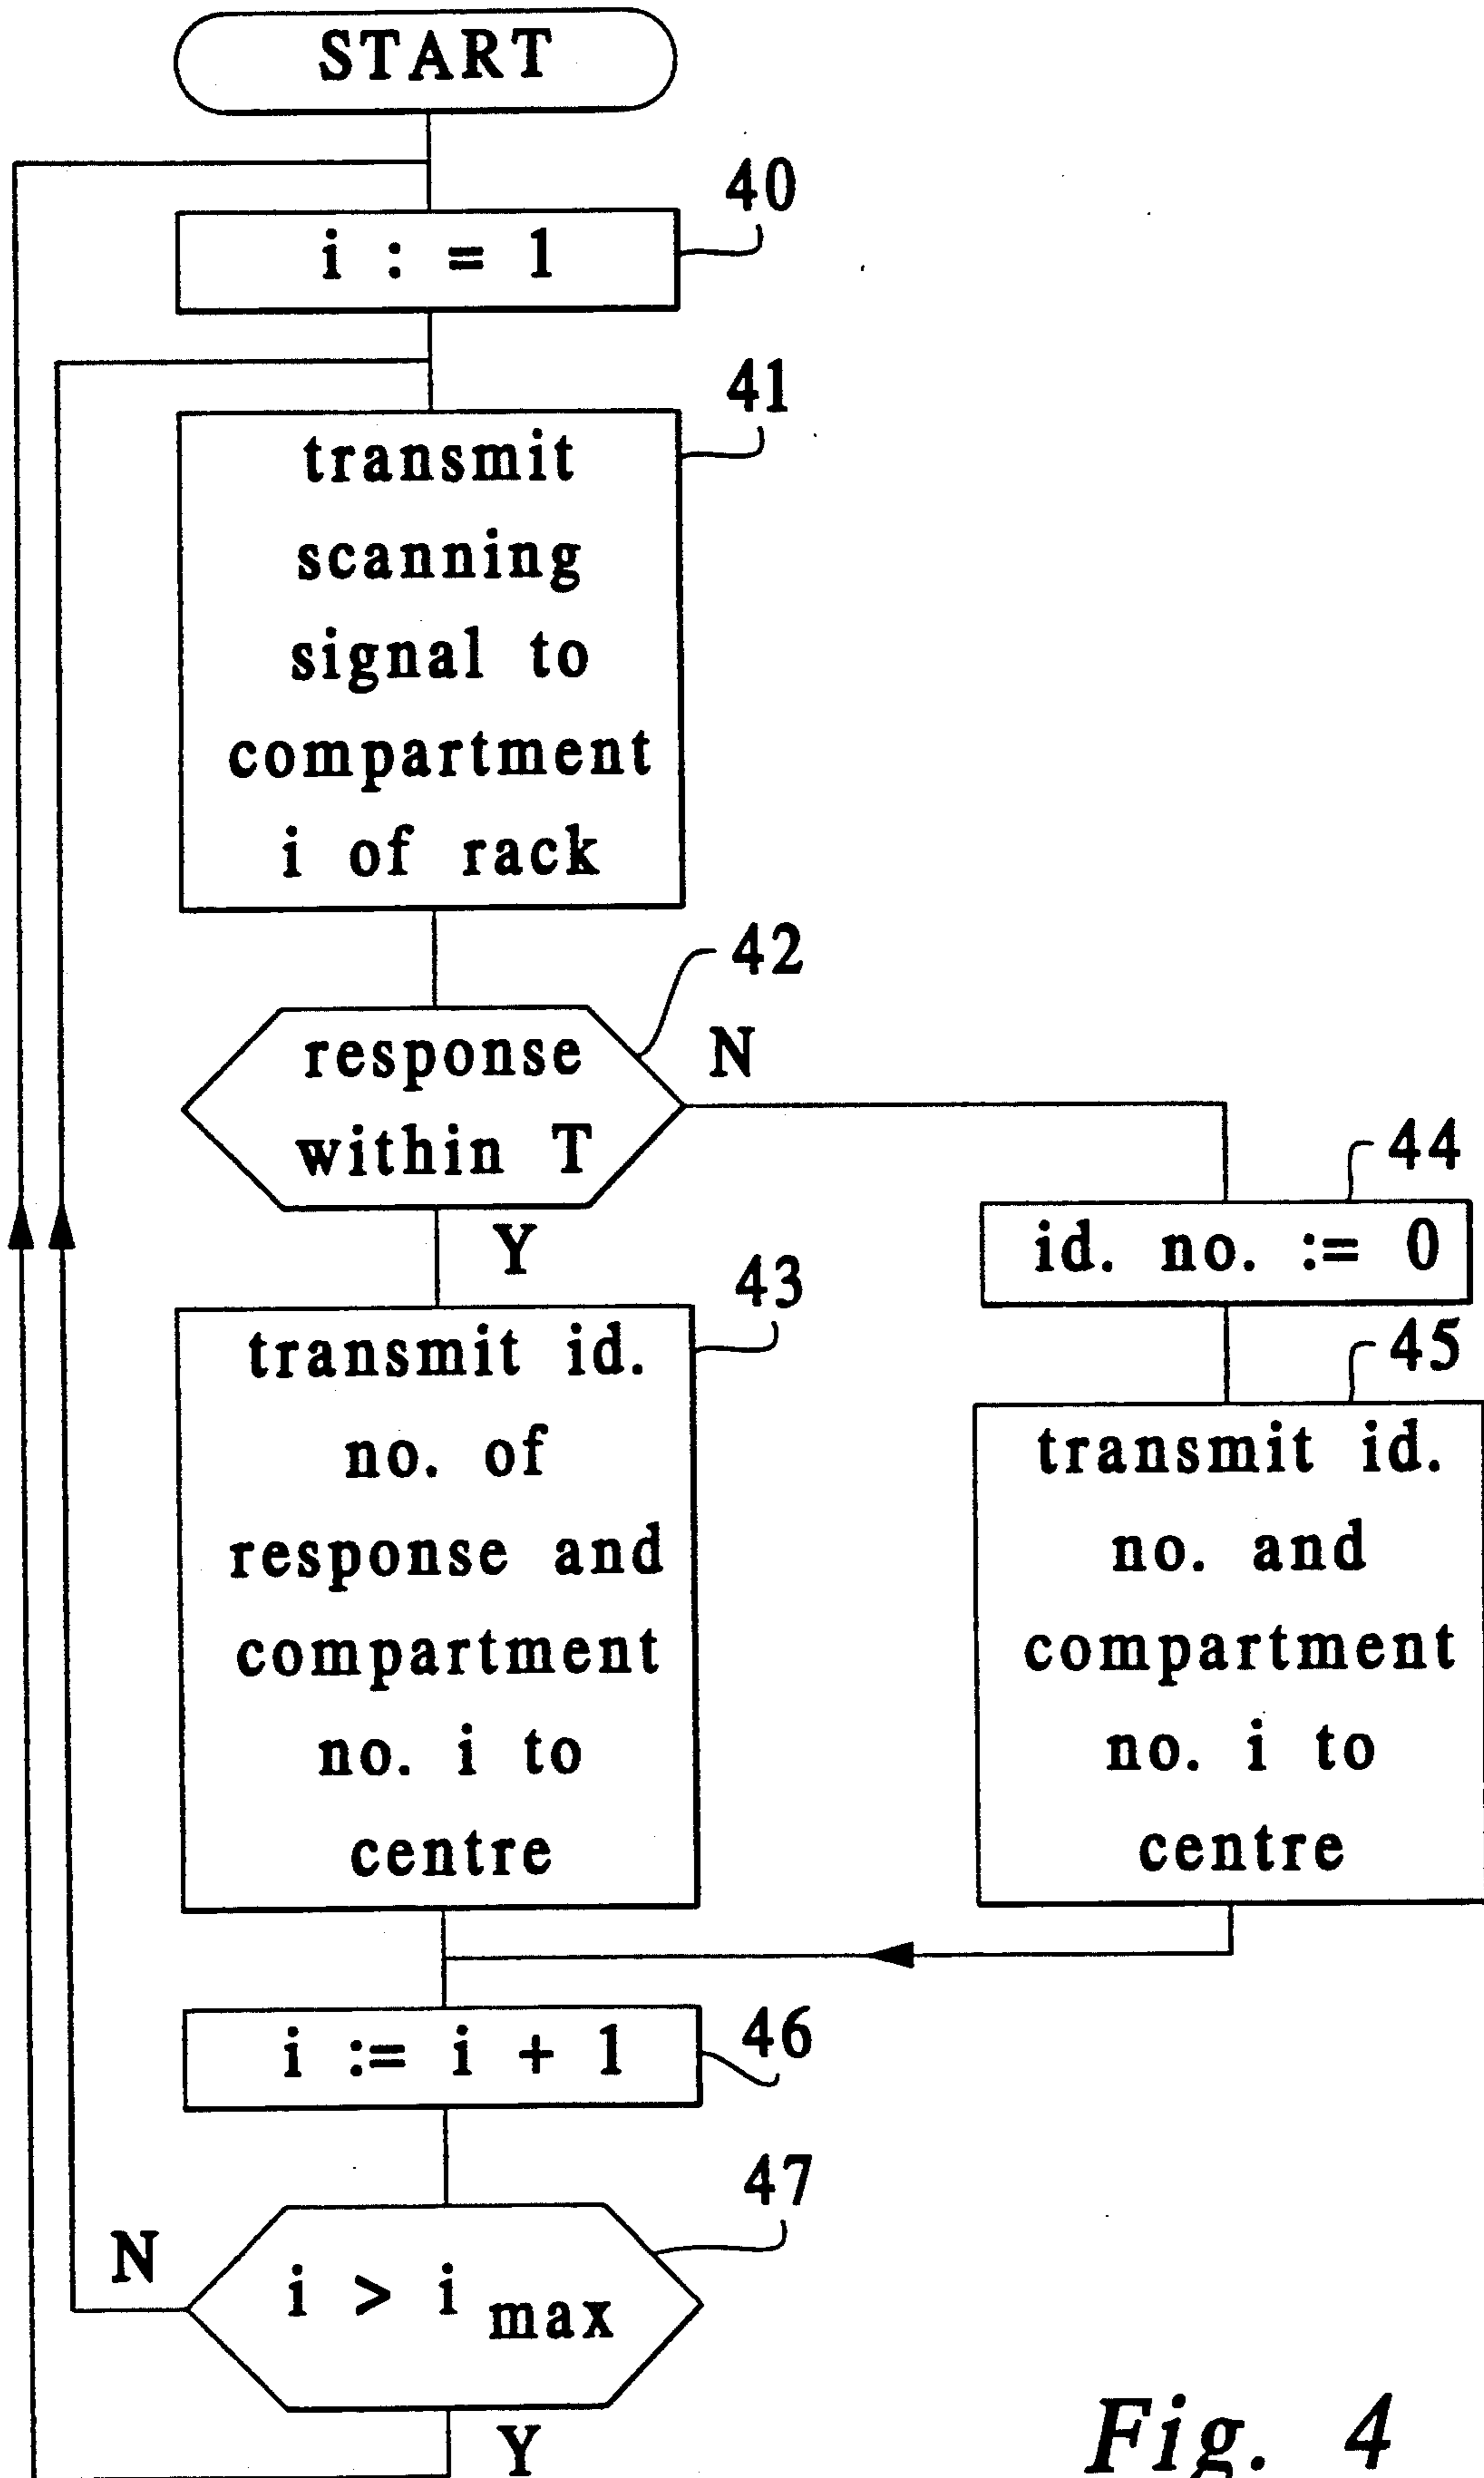 START
40
i : = 1
41
transmit
scanning
signal to
compartment
i of rack
42
response
within T
N
Y
44
id. no. := 0
43
transmit id.
no. of
response and
compartment
no. i to
centre
45
transmit id.
no. and
compartment
no. i to
centre
46
i := i + 1
47
i > i max
N
Y
Fig. 4